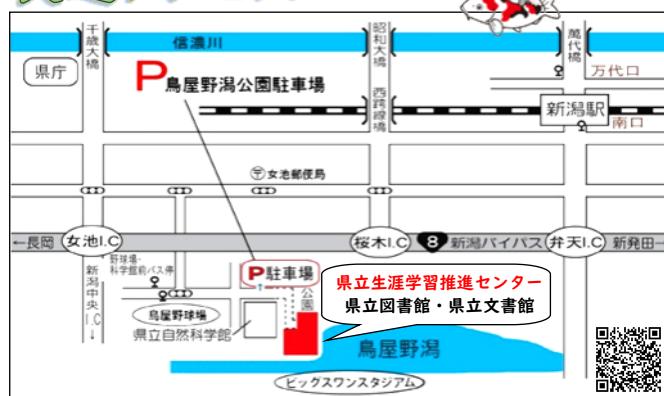 千歳大橋
信濃川
昭和大橋
萬代橋
県庁
P鳥屋野潟公園駐車場
万代口
西跨線橋
新潟駅
南口
〒女池郵便局
←長岡
女池I.C
桜木I.C
8
新潟バイパス
弁天I.C
新発田→
新潟中央I.C↓
野球場・
科学館前バス停
P駐車場
公園
鳥屋野球場
県立自然科学館
県立生涯学習推進センター
県立図書館・県立文書館
鳥屋野潟
ビッグスワンスタジアム